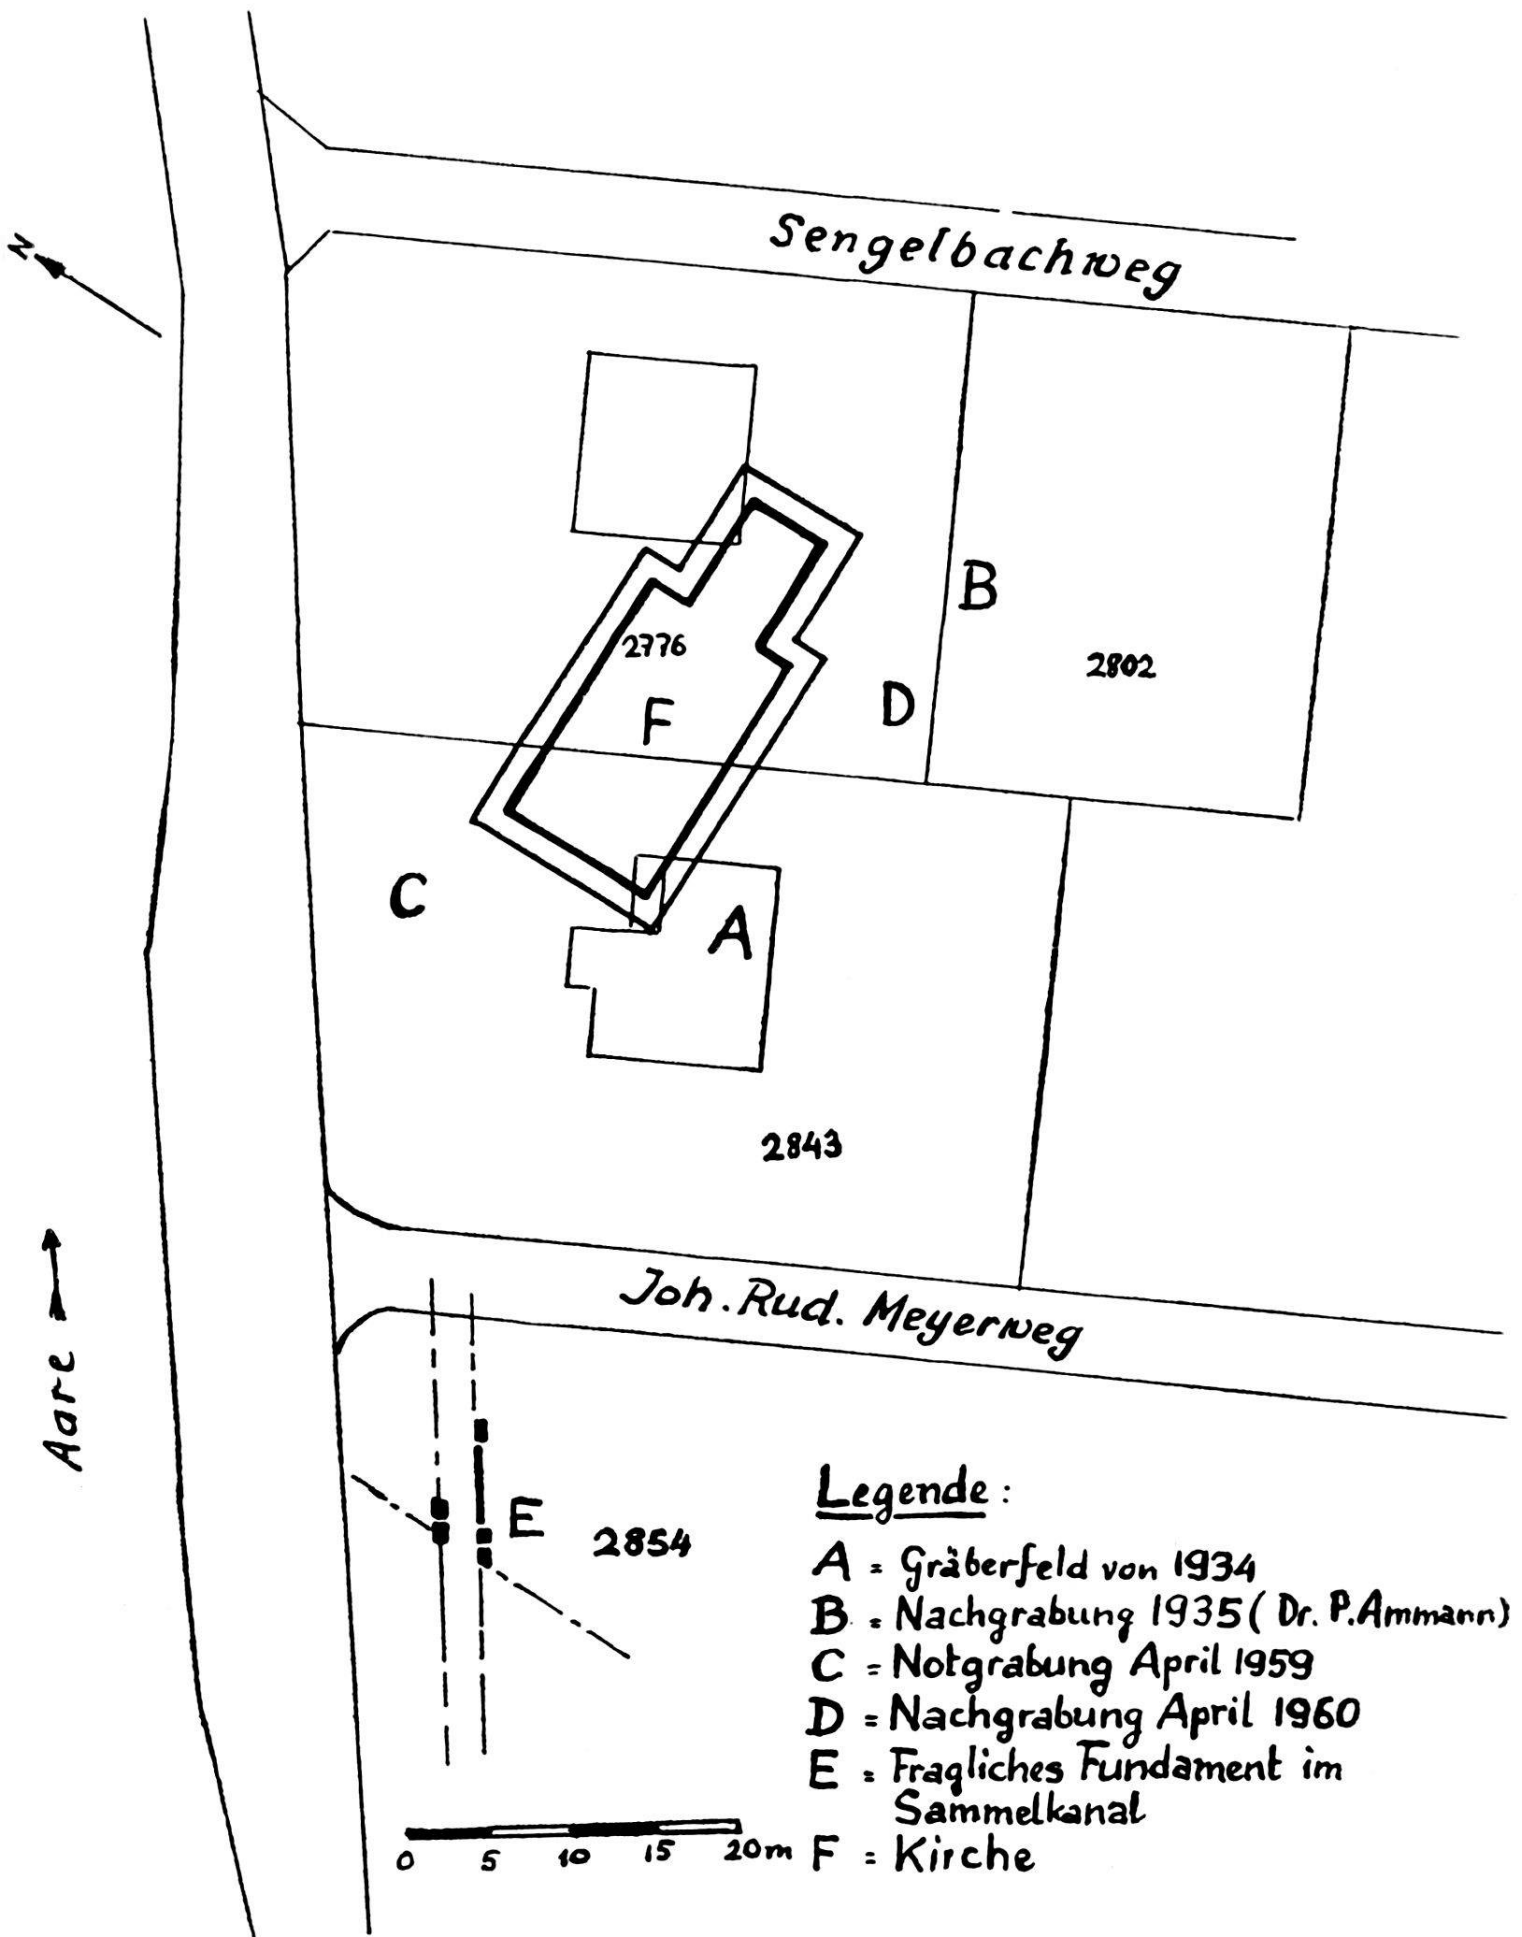 Sengelbachweg
N
B
2776
2802
F
D
C
A
2843
Joh. Rud. Meyerweg
Aare
E
2854
Legende :
A = Gräberfeld von 1934
B = Nachgrabung 1935 ( Dr. P. Ammann)
C = Notgrabung April 1959
D = Nachgrabung April 1960
E = Fragliches Fundament im
Sammelkanal
F = Kirche
0 5 10 15 20m